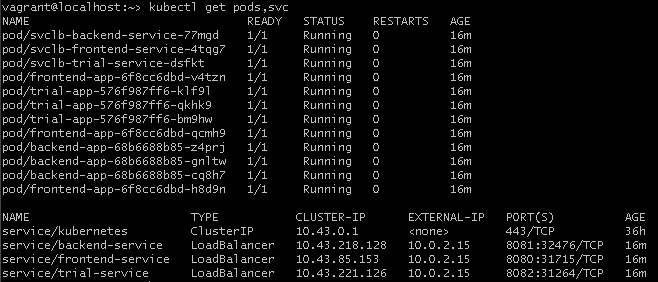 vagrant@localhost:~> kubectl get pods,svc
NAME READY STATUS RESTARTS AGE
pod/svclb-backend-service-77mgd 1/1 Running 0 16m
pod/svclb-frontend-service-4tqg7 1/1 Running 0 16m
pod/svclb-trial-service-dsfkt 1/1 Running 0 16m
pod/frontend-app-6f8cc6dbd-v4tzn 1/1 Running 0 16m
pod/trial-app-576f987ff6-klf9l 1/1 Running 0 16m
pod/trial-app-576f987ff6-qkhk9 1/1 Running 0 16m
pod/trial-app-576f987ff6-bm9hw 1/1 Running 0 16m
pod/frontend-app-6f8cc6dbd-qcmh9 1/1 Running 0 16m
pod/backend-app-68b6688b85-z4prj 1/1 Running 0 16m
pod/backend-app-68b6688b85-gnltw 1/1 Running 0 16m
pod/backend-app-68b6688b85-cq8h7 1/1 Running 0 16m
pod/frontend-app-6f8cc6dbd-h8d9n 1/1 Running 0 16m
NAME TYPE CLUSTER-IP EXTERNAL-IP PORT(S) AGE
service/kubernetes ClusterIP 10.43.0.1 <none> 443/TCP 36h
service/backend-service LoadBalancer 10.43.218.128 10.0.2.15 8081:32476/TCP 16m
service/frontend-service LoadBalancer 10.43.85.153 10.0.2.15 8080:31715/TCP 16m
service/trial-service LoadBalancer 10.43.221.126 10.0.2.15 8082:31264/TCP 16m